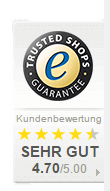 TRUSTED SHOPS
e
GUARANTEE
Kundenbewertung
SEHR GUT
4.70/5.00